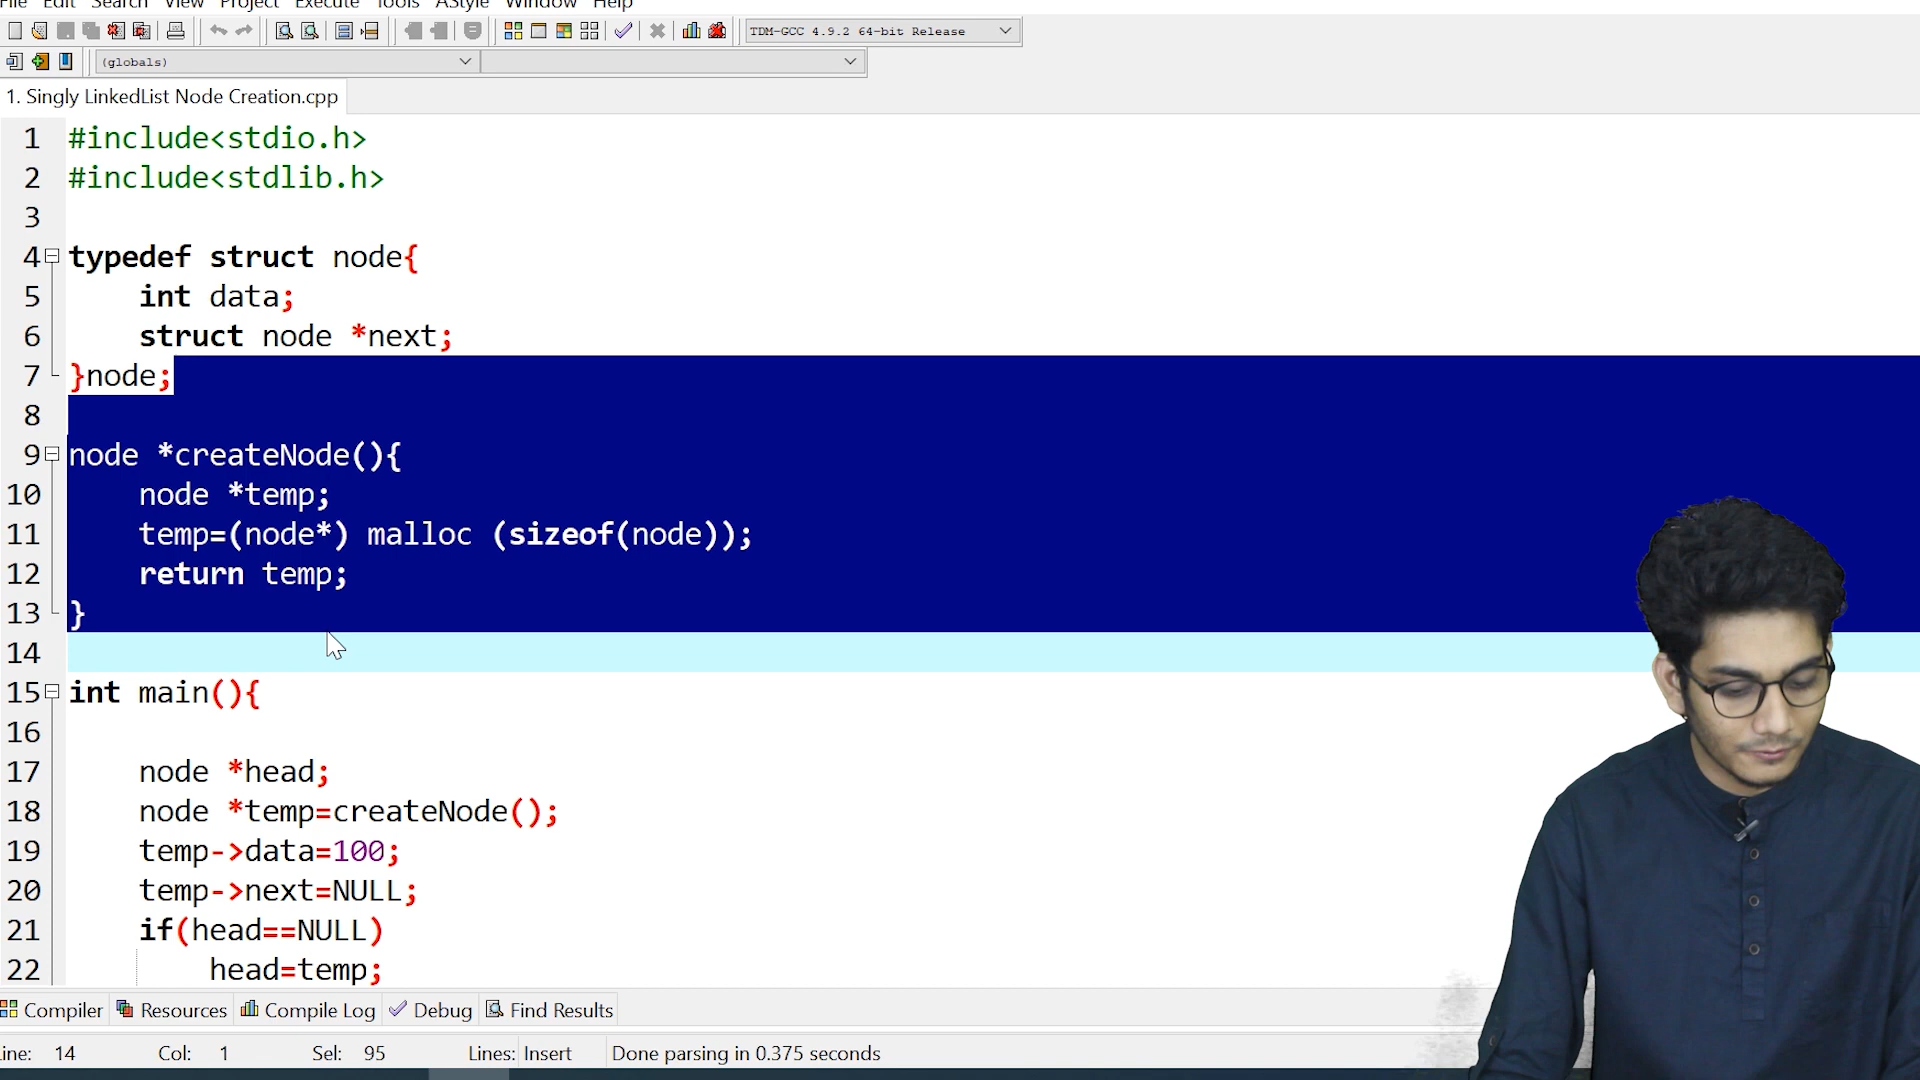 File Edit Search View Project Execute Tools AStyle Window Help
TDM-GCC 4.9.2 64-bit Release
(globals)
1. Singly LinkedList Node Creation.cpp
1 #include<stdio.h>
2 #include<stdlib.h>
3
4 typedef struct node{
5 int data;
6 struct node *next;
7 }node;
8
9 node *createNode(){
10 node *temp;
11 temp=(node*) malloc (sizeof(node));
12 return temp;
13 }
14
15 int main(){
16
17 node *head;
18 node *temp=createNode();
19 temp->data=100;
20 temp->next=NULL;
21 if(head==NULL)
22 head=temp;
Compiler Resources Compile Log Debug Find Results
ine: 14 Col: 1 Sel: 95 Lines: Insert Done parsing in 0.375 seconds